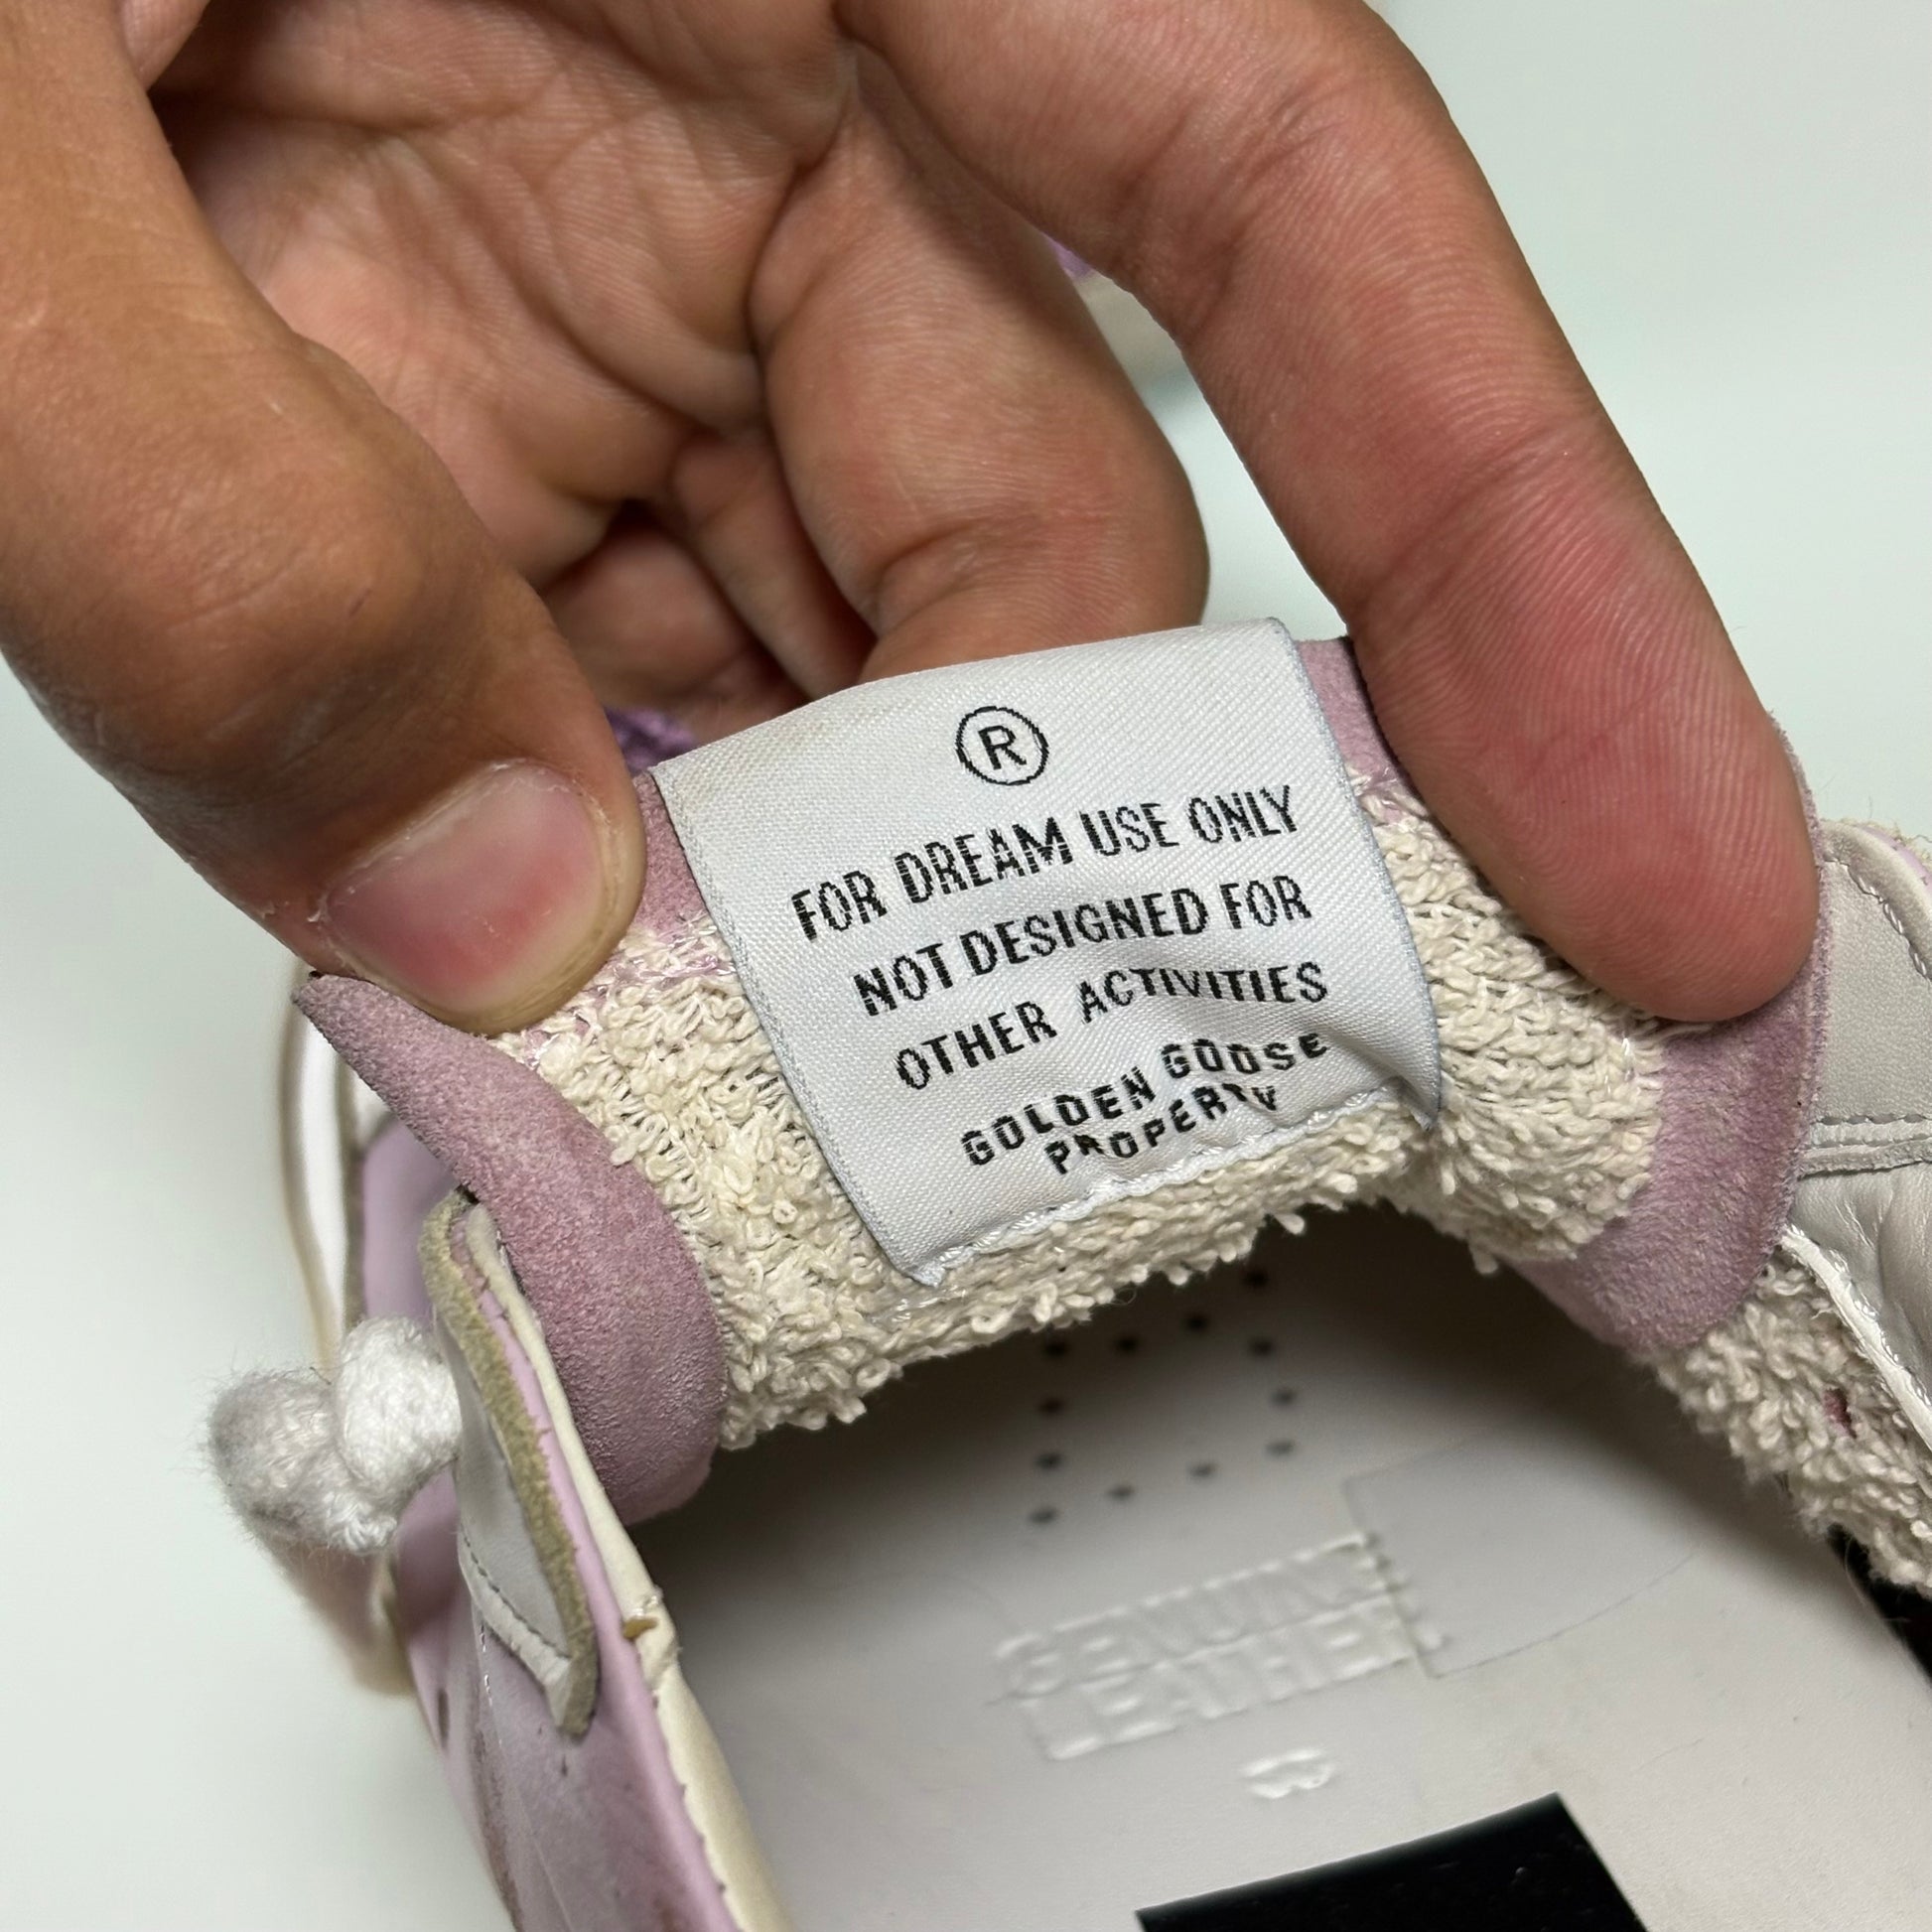 ®
FOR DREAM USE ONLY
NOT DESIGNED FOR
OTHER ACTIVITIES
GOLDEN GOOSE
PROPERTY
GENUINE
LEATHER